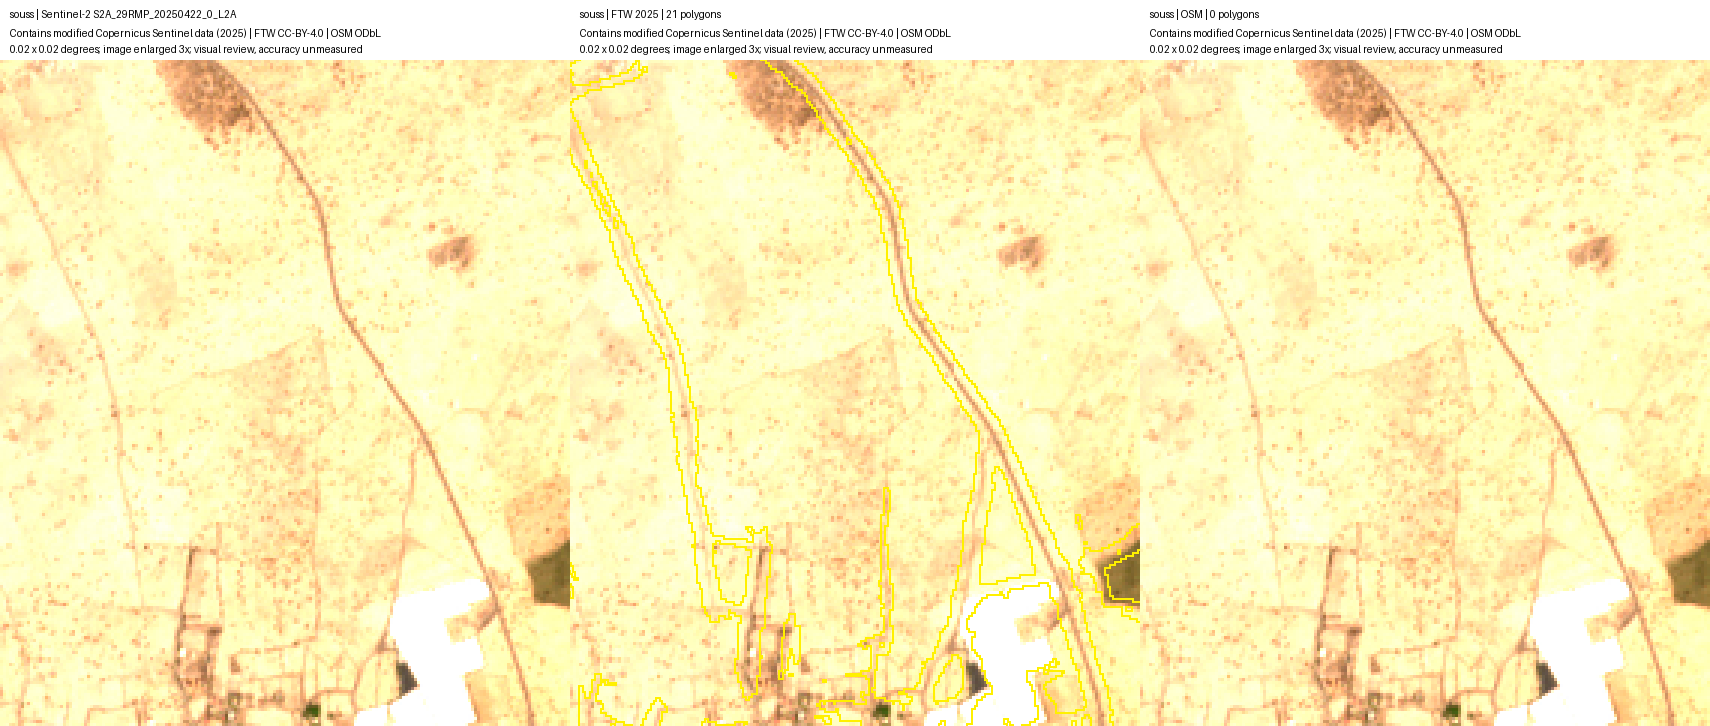 souss | Sentinel-2 S2A_29RMP_20250422_0_L2A
Contains modified Copernicus Sentinel data (2025) | FTW CC-BY-4.0 | OSM ODbL
0.02 x 0.02 degrees; image enlarged 3x; visual review, accuracy unmeasured
souss | FTW 2025 | 21 polygons
Contains modified Copernicus Sentinel data (2025) | FTW CC-BY-4.0 | OSM ODbL
0.02 x 0.02 degrees; image enlarged 3x; visual review, accuracy unmeasured
souss | OSM | 0 polygons
Contains modified Copernicus Sentinel data (2025) | FTW CC-BY-4.0 | OSM ODbL
0.02 x 0.02 degrees; image enlarged 3x; visual review, accuracy unmeasured